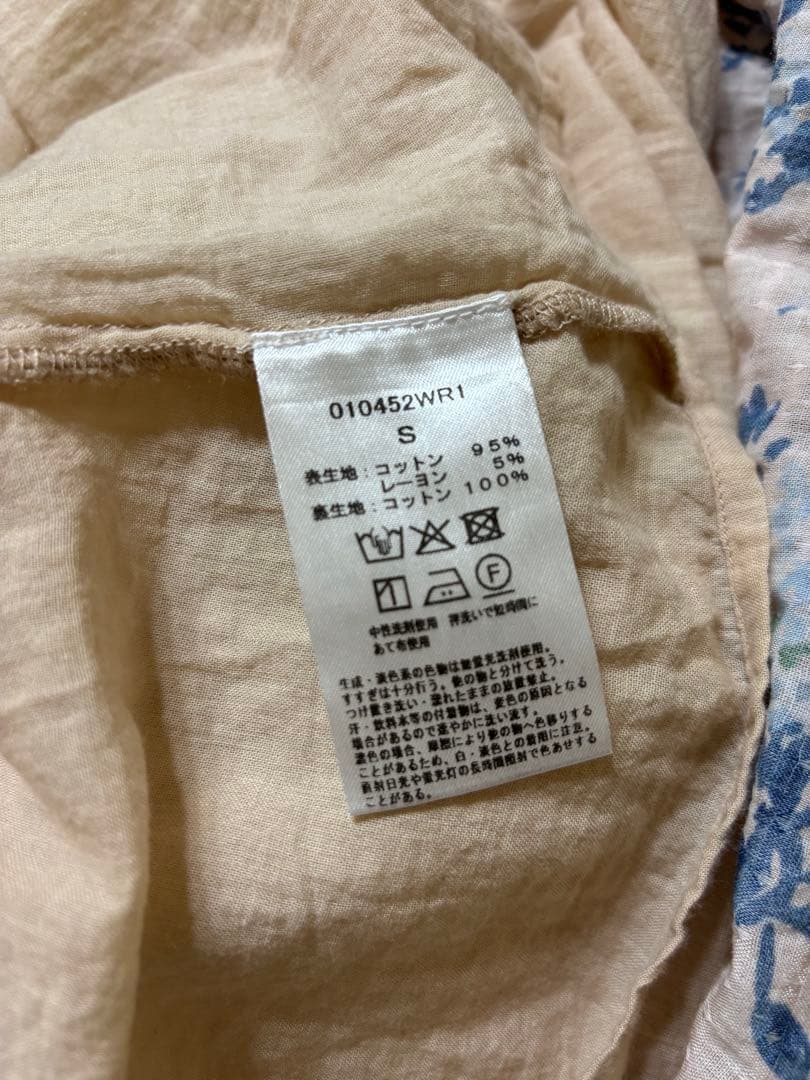 010452WR1
S
表生地：コットン 95%
レーヨン 5%
裏生地：コットン 100%
F
中性洗剤使用 押洗いで短時間に
あて布使用
生成・淡色系の色物は無蛍光洗剤使用。
すすぎは十分行う。他の物と分けて洗う。
つけ置き洗い・濡れたままの放置禁止。
汗・飲料水等の付着物は、変色の原因となる
場合があるので速やかに洗い流す。
濃色の場合、摩擦により他の物へ色移りする
ことがあるため、白・淡色との着用に注意。
直射日光や蛍光灯の長時間照射で色あせする
ことがある。